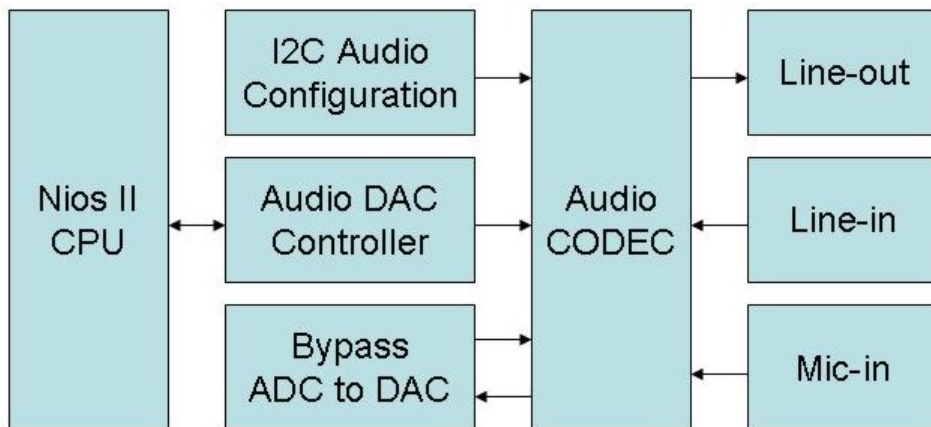 Nios II
CPU
I2C Audio
Configuration
Audio DAC
Controller
Bypass
ADC to DAC
Audio
CODEC
Line-out
Line-in
Mic-in